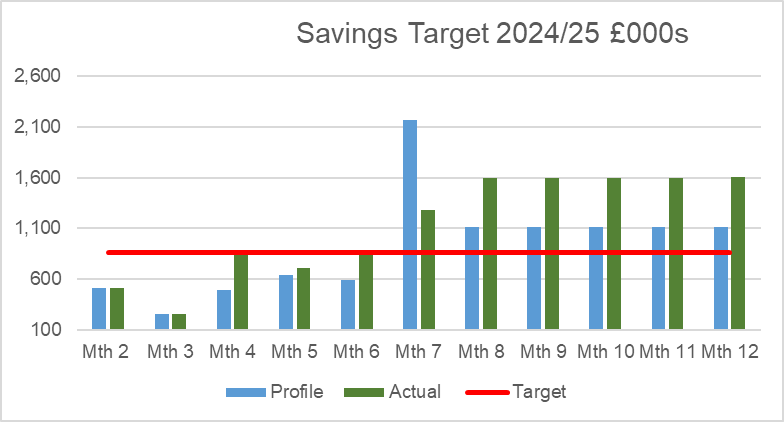 Savings Target 2024/25 £000s
2,600
2,100
1,600
1,100
600
100
Mth 2 Mth 3 Mth 4 Mth 5 Mth 6 Mth 7 Mth 8 Mth 9 Mth 10 Mth 11 Mth 12
Profile Actual Target